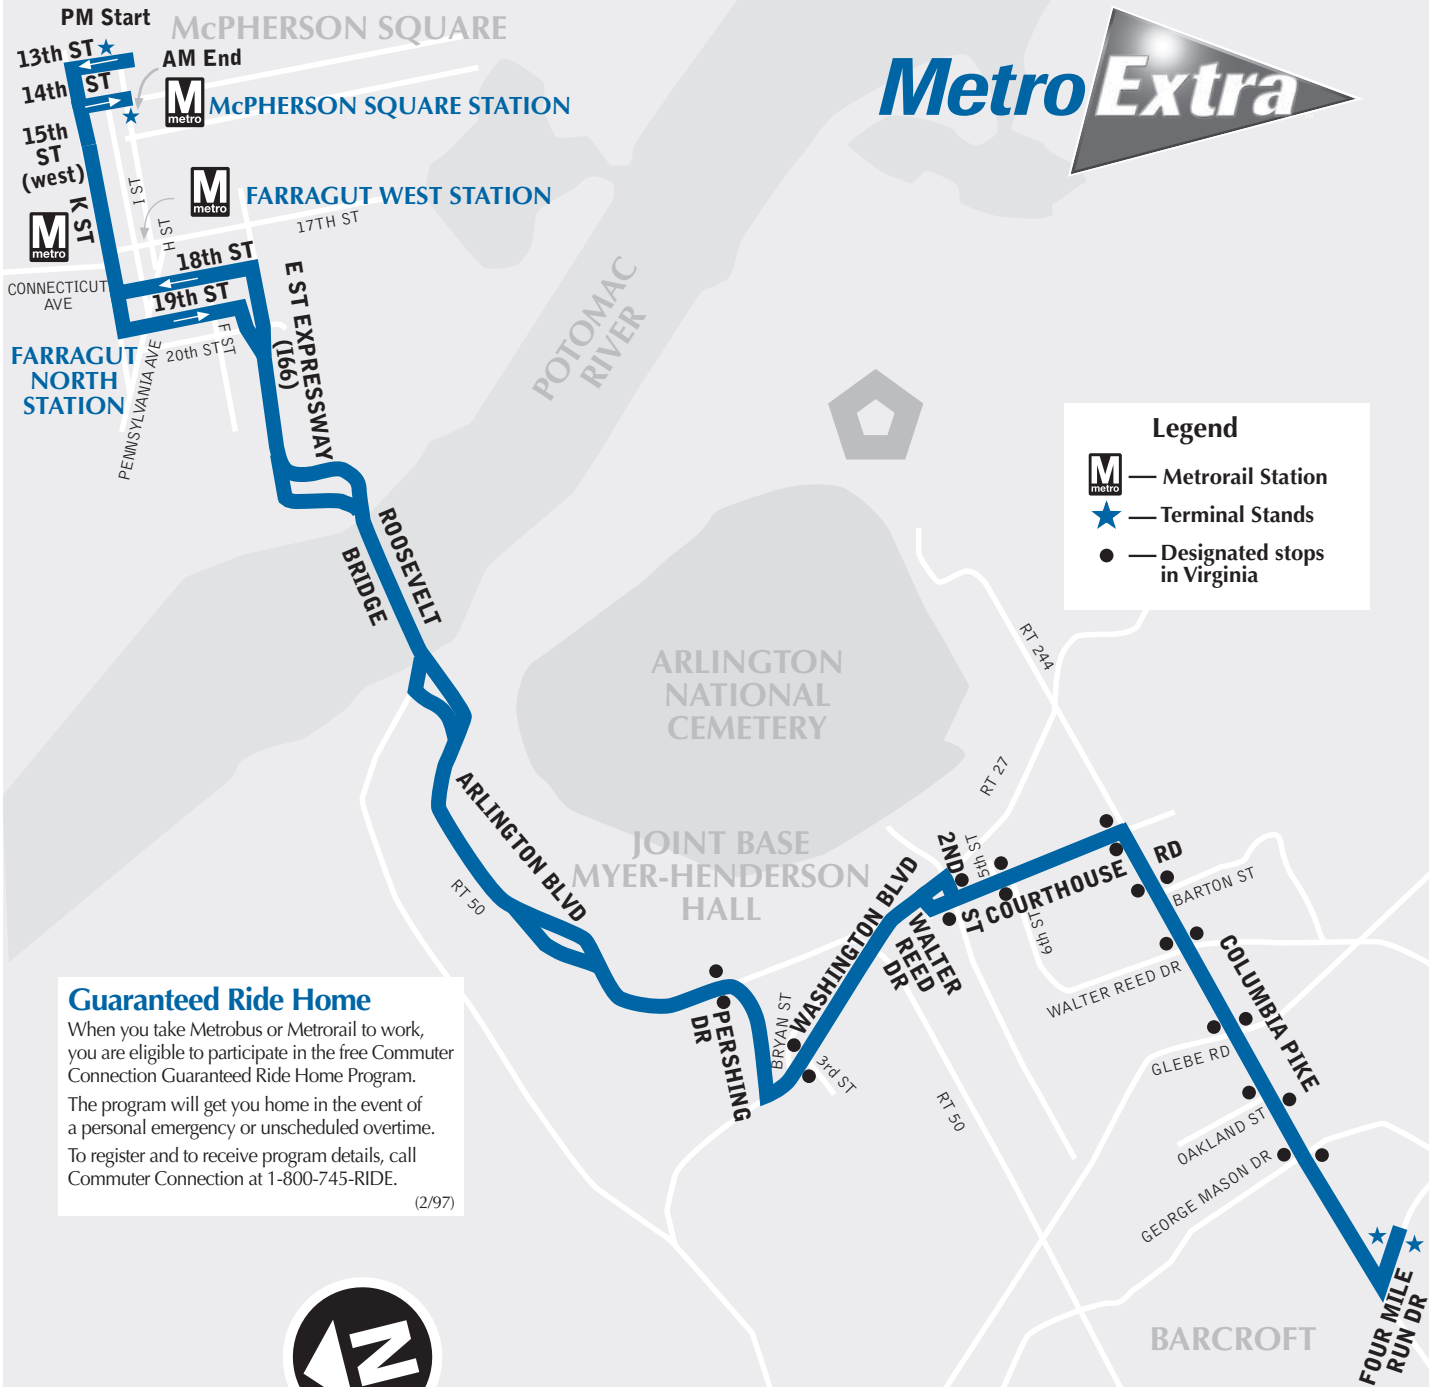 PM Start
McPHERSON SQUARE
13th ST
AM End
14th ST
M
metro
McPHERSON SQUARE STATION
Metro Extra
15th
ST
(west)
K ST
I ST
H ST
M
metro
FARRAGUT WEST STATION
17TH ST
M
metro
18th ST
CONNECTICUT
AVE
19th ST
E ST EXPRESSWAY
(I66)
F ST
20th ST
PENNSYLVANIA AVE
FARRAGUT
NORTH
STATION
POTOMAC
RIVER
Legend
M
metro
— Metrorail Station
— Terminal Stands
— Designated stops
in Virginia
ROOSEVELT
BRIDGE
ARLINGTON
NATIONAL
CEMETERY
RT 244
RT 27
ARLINGTON BLVD
RT 50
JOINT BASE
MYER-HENDERSON
HALL
WASHINGTON BLVD
2ND
ST
5th ST
COURTHOUSE RD
6th ST
WALTER
REED
DR
BARTON ST
WALTER REED DR
COLUMBIA PIKE
PERSHING
DR
BRYAN ST
3rd ST
GLEBE RD
RT 50
OAKLAND ST
GEORGE MASON DR
Guaranteed Ride Home
When you take Metrobus or Metrorail to work,
you are eligible to participate in the free Commuter
Connection Guaranteed Ride Home Program.
The program will get you home in the event of
a personal emergency or unscheduled overtime.
To register and to receive program details, call
Commuter Connection at 1-800-745-RIDE.
(2/97)
FOUR MILE
RUN DR
BARCROFT
N